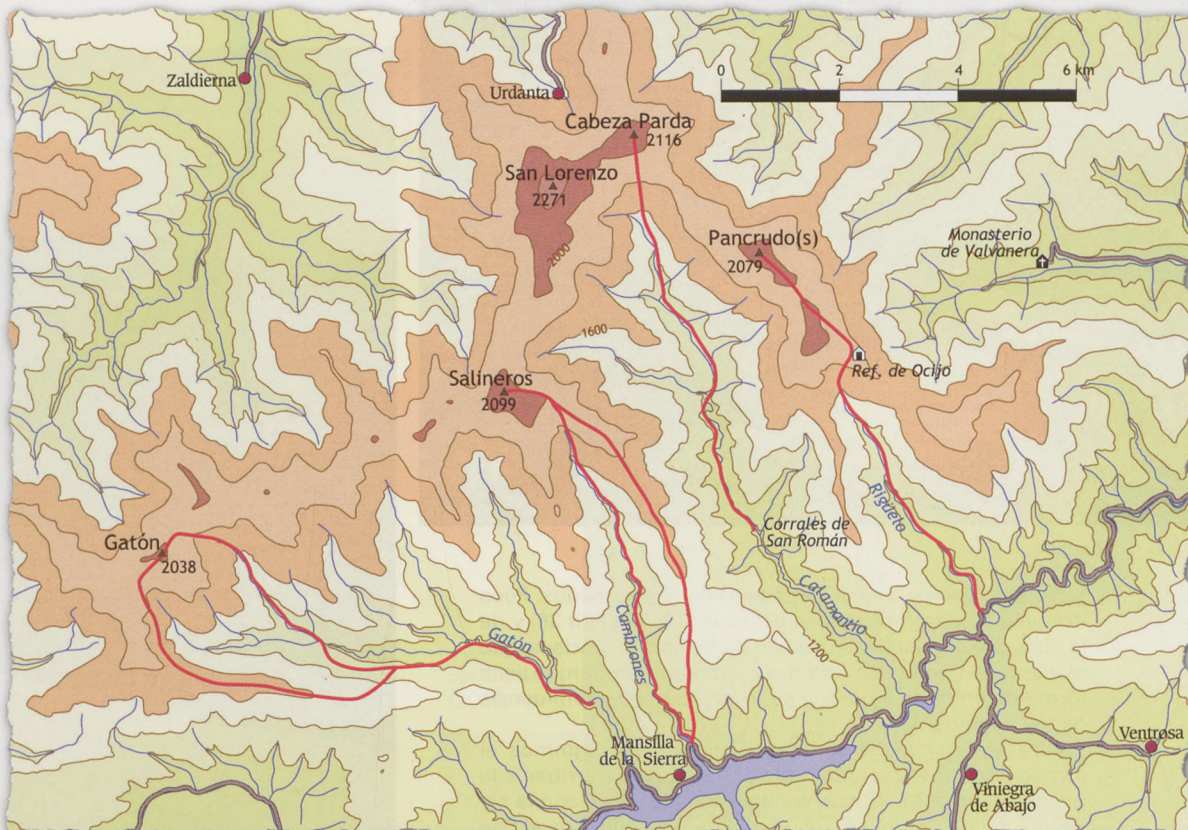 Zaldierna
Urdanta
0 2 4 6 km
Cabeza Parda
2116
San Lorenzo
2271
2000
Pancrudo(s)
2079
Monasterio
de Valvanera
1600
Ref. de Ocijo
Salineros
2099
Rigüelo
Corrales de
San Román
Gatón
2038
Calamantio
Cambrones
Gatón
1200
Mansilla
de la Sierra
Ventrosa
Viniegra
de Abajo